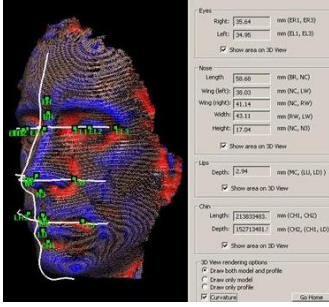 Eyes
Right: 35.64 mm (ER1, ER3)
Left: 34.95 mm (EL1, EL3)
Show area on 3D View
Nose
Length 58.68 mm (BR, NC)
Wing (left): 38.03 mm (NC, LW)
Wing (right): 41.14 mm (NC, RW)
Width: 43.11 mm (RW, LW)
Height: 17.04 mm (NC, N3)
Show area on 3D View
Lips
Depth: 2.94 mm (MC, (LU, LD) )
Show area on 3D View
Chin
Length: 213833483. mm (CH1, CH2)
Depth: 152713481. mm (CH2, (CH1, LD)
Show area on 3D View
3D View rendering options
Draw both model and profile
Draw only model
Draw only profile
Curvature
Go Home